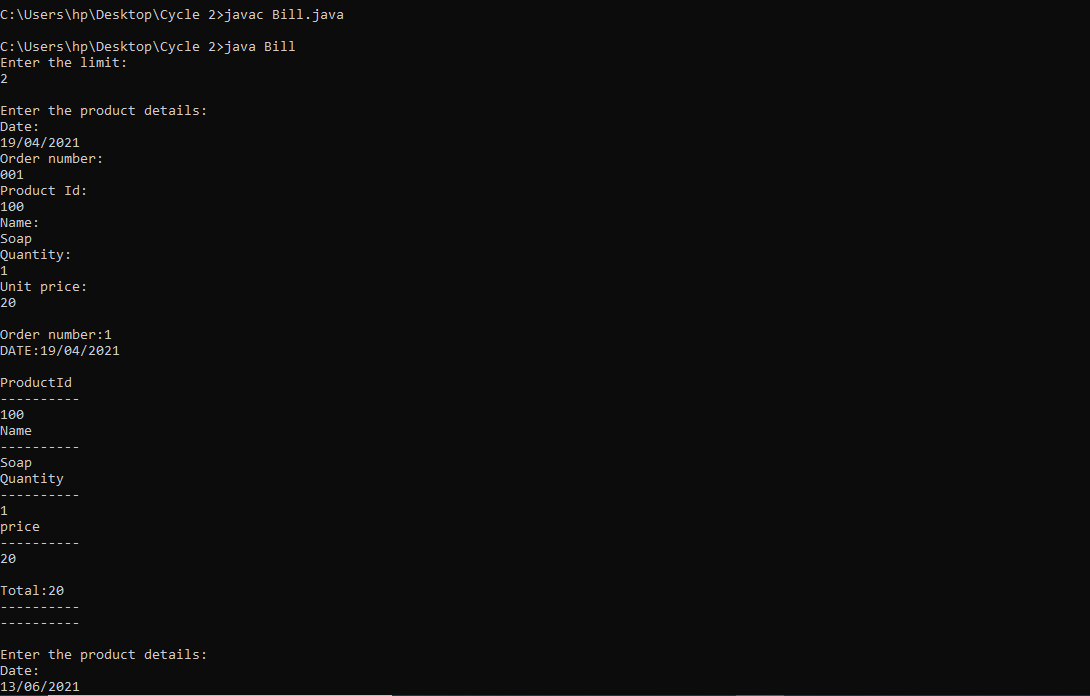 C:\Users\hp\Desktop\Cycle 2>javac Bill.java
C:\Users\hp\Desktop\Cycle 2>java Bill
Enter the limit:
2
Enter the product details:
Date:
19/04/2021
Order number:
001
Product Id:
100
Name:
Soap
Quantity:
1
Unit price:
20
Order number:1
DATE:19/04/2021
ProductId
----------
100
Name
----------
Soap
Quantity
----------
1
price
----------
20
Total:20
----------
----------
Enter the product details:
Date:
13/06/2021